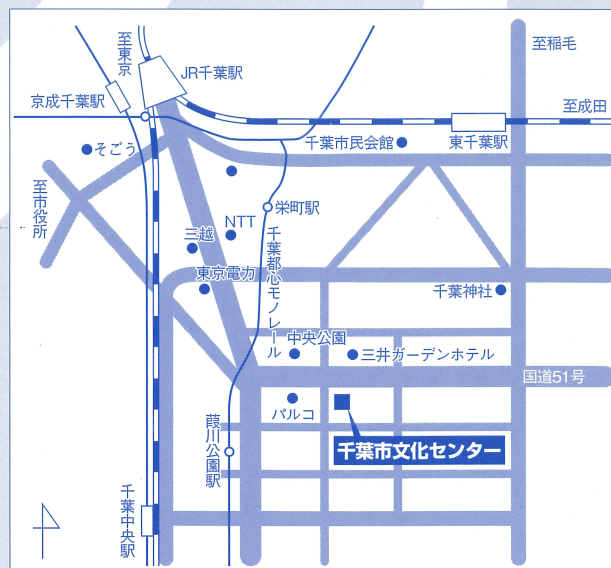 至東京
JR千葉駅
至稲毛
京成千葉駅
至成田
そごう
千葉市民会館
東千葉駅
至市役所
栄町駅
NTT
三越
千葉都心モノレール
東京電力
千葉神社
中央公園
三井ガーデンホテル
国道51号
パルコ
葭川公園駅
千葉市文化センター
千葉中央駅